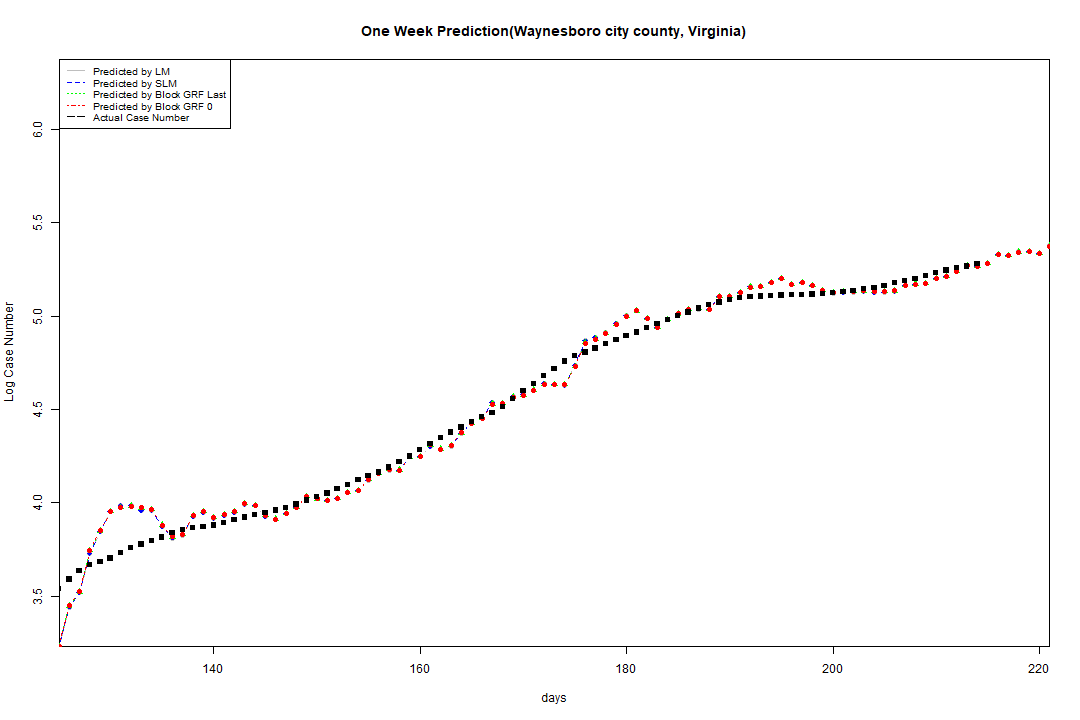 One Week Prediction(Waynesboro city county, Virginia)
Predicted by LM
Predicted by SLM
Predicted by Block GRF Last
Predicted by Block GRF 0
Actual Case Number
6.0
5.5
5.0
4.5
4.0
3.5
Log Case Number
140 160 180 200 220
days